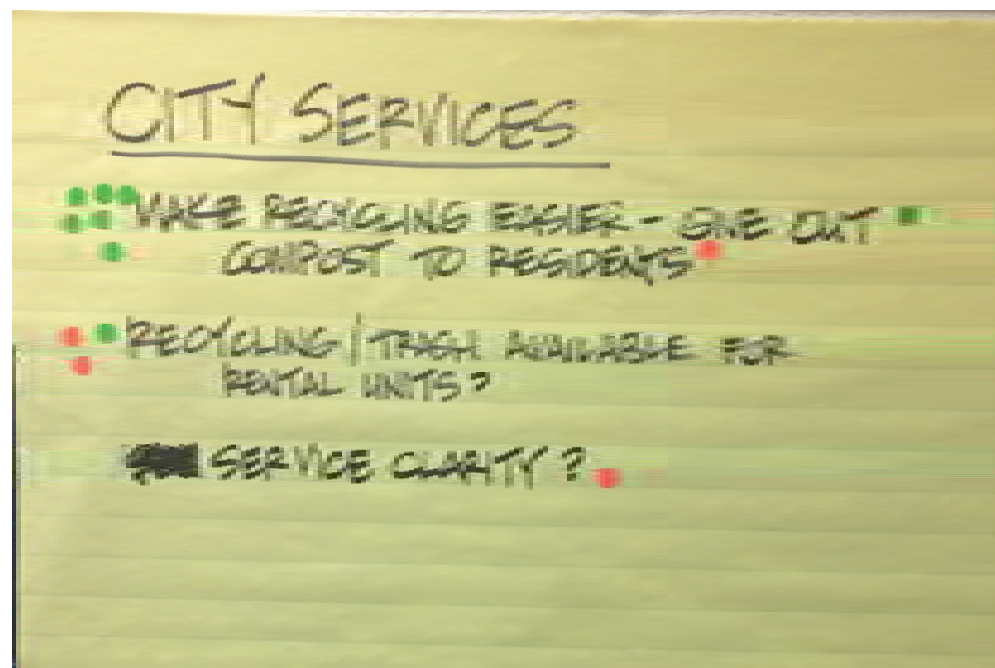 CITY SERVICES
MAKE RECYCLING EASIER - GIVE OUT
COMPOST TO RESIDENTS
RECYCLING / TRASH AVAILABLE FOR
RENTAL UNITS?
SERVICE CLARITY?